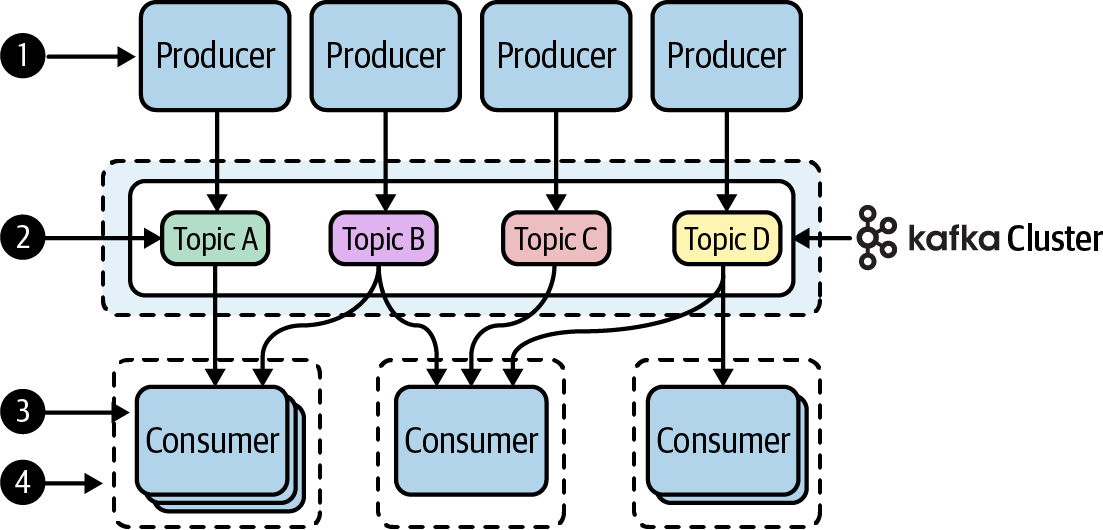 1
Producer
Producer
Producer
Producer
2
Topic A
Topic B
Topic C
Topic D
kafka Cluster
3
Consumer
Consumer
Consumer
4